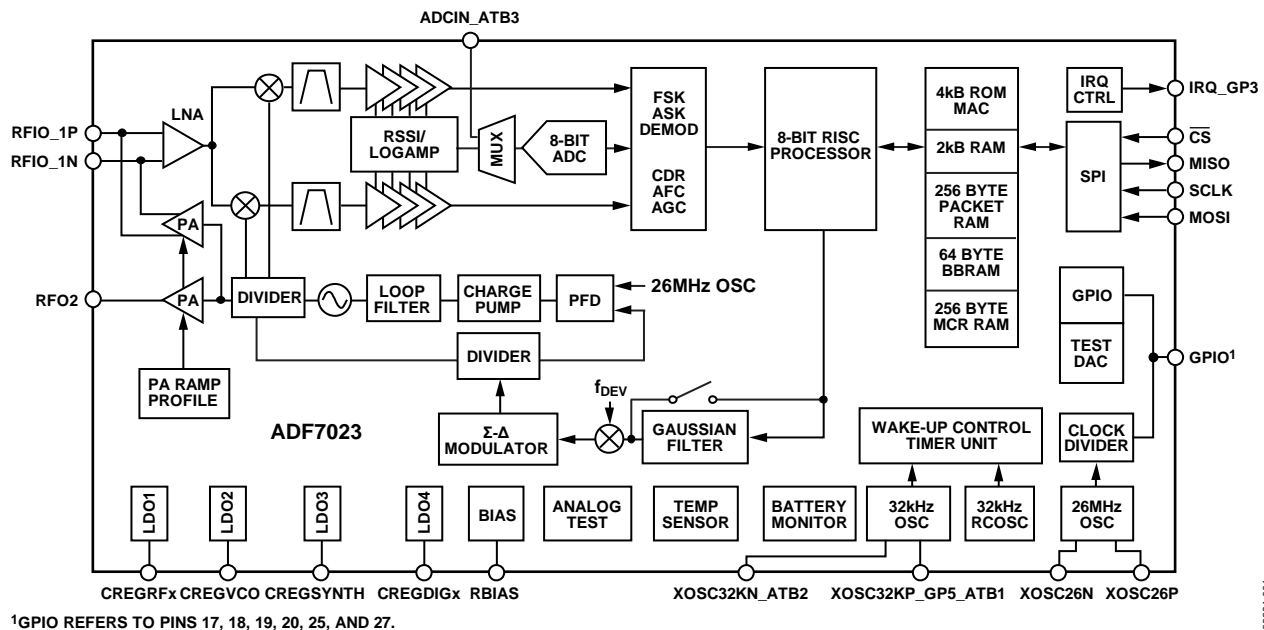 ADCIN_ATB3
RFIO_1P
RFIO_1N
LNA
RSSI/
LOGAMP
MUX
8-BIT
ADC
FSK
ASK
DEMOD
CDR
AFC
AGC
8-BIT RISC
PROCESSOR
4kB ROM
MAC
2kB RAM
256 BYTE
PACKET
RAM
64 BYTE
BBRAM
256 BYTE
MCR RAM
IRQ
CTRL
IRQ_GP3
SPI
CS
MISO
SCLK
MOSI
PA
RFO2
PA
DIVIDER
LOOP
FILTER
CHARGE
PUMP
PFD
26MHz OSC
GPIO
TEST
DAC
GPIO1
DIVIDER
PA RAMP
PROFILE
fDEV
ADF7023
Σ-Δ
MODULATOR
GAUSSIAN
FILTER
WAKE-UP CONTROL
TIMER UNIT
CLOCK
DIVIDER
LDO1
LDO2
LDO3
LDO4
BIAS
ANALOG
TEST
TEMP
SENSOR
BATTERY
MONITOR
32kHz
OSC
32kHz
RCOSC
26MHz
OSC
CREGRFx
CREGVCO
CREGSYNTH
CREGDIGx
RBIAS
XOSC32KN_ATB2
XOSC32KP_GP5_ATB1
XOSC26N
XOSC26P
1GPIO REFERS TO PINS 17, 18, 19, 20, 25, AND 27.